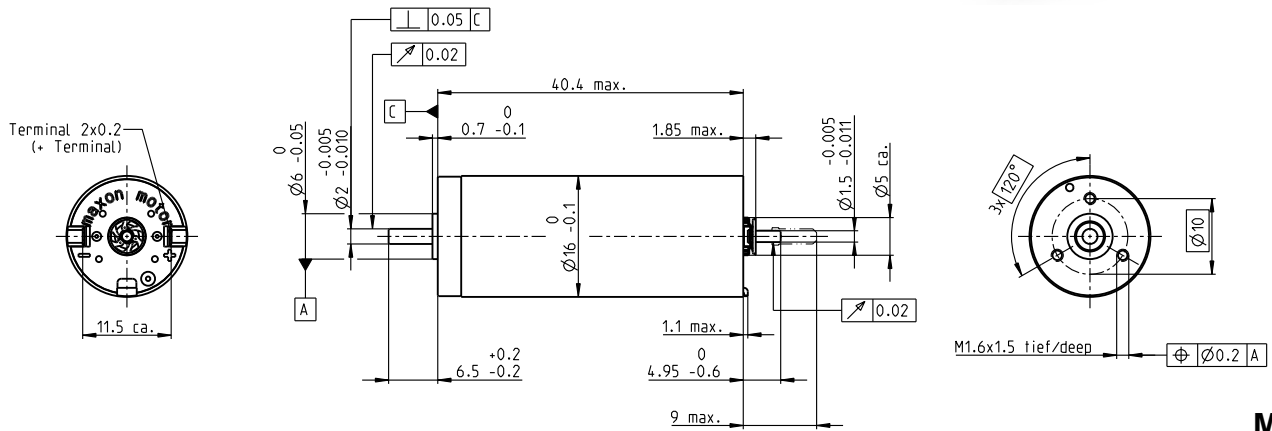 ⊥ 0.05 C
↗ 0.02
40.4 max.
C
0
0.7 -0.1
1.85 max.
Terminal 2x0.2
(+ Terminal)
0
Ø6 -0.05
-0.005
Ø2 -0.010
-0.005
Ø1.5 -0.011
Ø5 ca.
maxon motor
- +
0
Ø16 -0.1
3x 120°
Ø10
A
11.5 ca.
↗ 0.02
1.1 max.
M1.6x1.5 tief/deep
⌖ Ø0.2 A
+0.2
6.5 -0.2
0
4.95 -0.6
9 max.
M